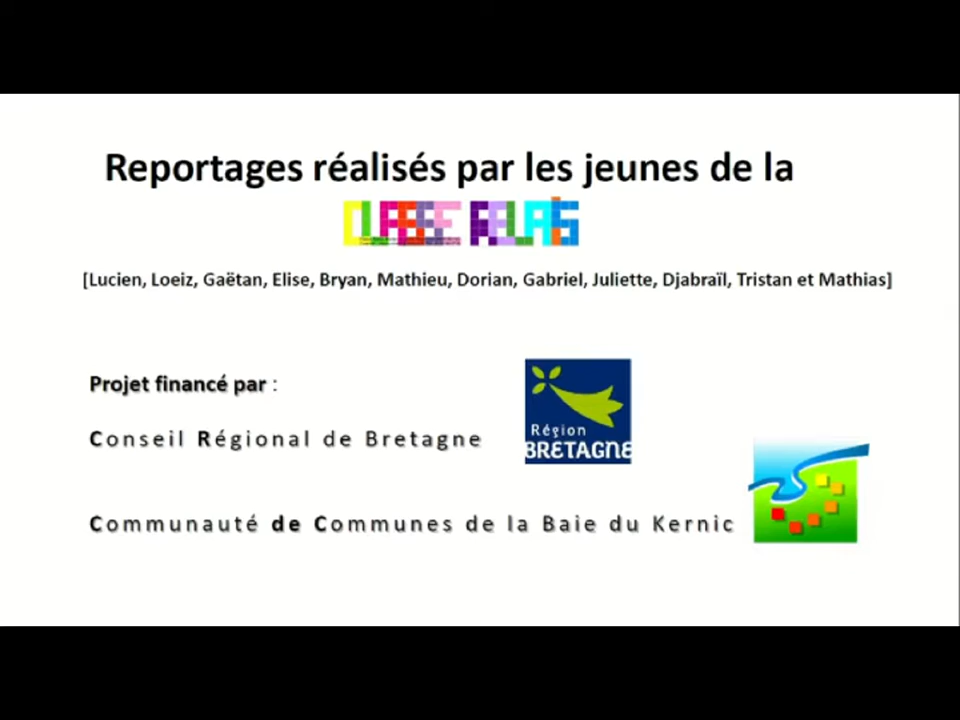 Reportages réalisés par les jeunes de la
CLASSE RELAIS
[Lucien, Loeiz, Gaëtan, Elise, Bryan, Mathieu, Dorian, Gabriel, Juliette, Djabraïl, Tristan et Mathias]
Projet financé par :
Conseil Régional de Bretagne
Région
BRETAGNE
Communauté de Communes de la Baie du Kernic